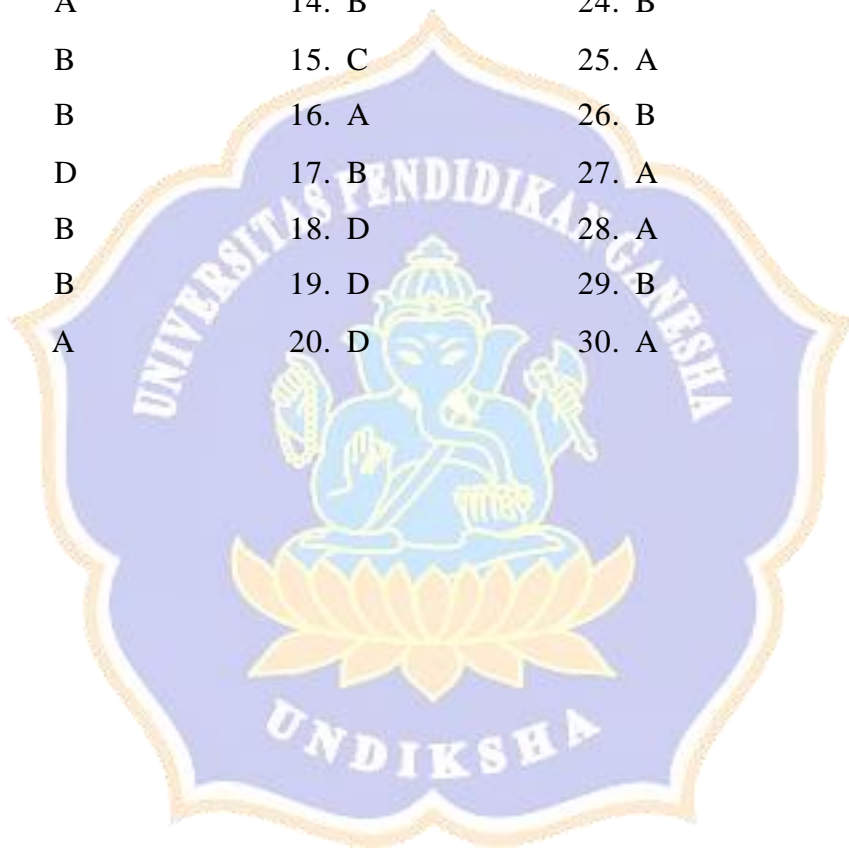 A 14. B 24. B
B 15. C 25. A
B 16. A 26. B
D 17. B 27. A
B 18. D 28. A
B 19. D 29. B
A 20. D 30. A
UNIVERSITAS PENDIDIKAN GANESHA
UNDIKSHA